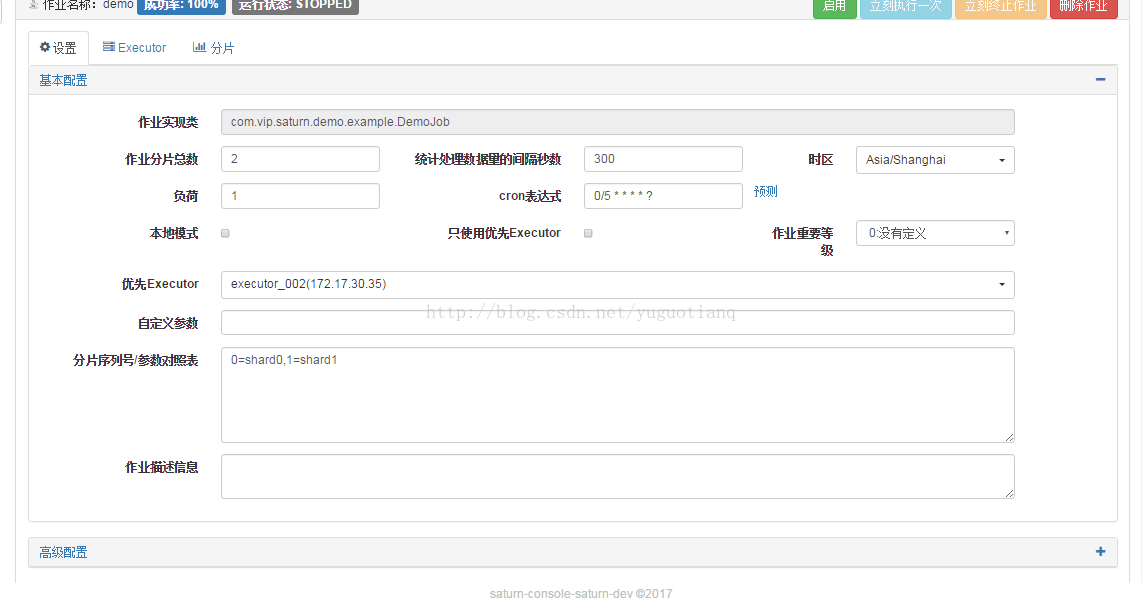 作业名称：demo 成功率: 100% 运行状态: STOPPED 启用 立刻执行一次 立刻终止作业 删除作业
设置 Executor 分片
基本配置
作业实现类 com.vip.saturn.demo.example.DemoJob
作业分片总数 2 统计处理数据量的间隔秒数 300 时区 Asia/Shanghai
负荷 1 cron表达式 0/5 * * * * ? 预测
本地模式 只使用优先Executor 作业重要等 0:没有定义
级
优先Executor executor_002(172.17.30.35)
http://blog.csdn.net/yuguotianq
自定义参数
分片序列号/参数对照表 0=shard0,1=shard1
作业描述信息
高级配置
saturn-console-saturn-dev ©2017